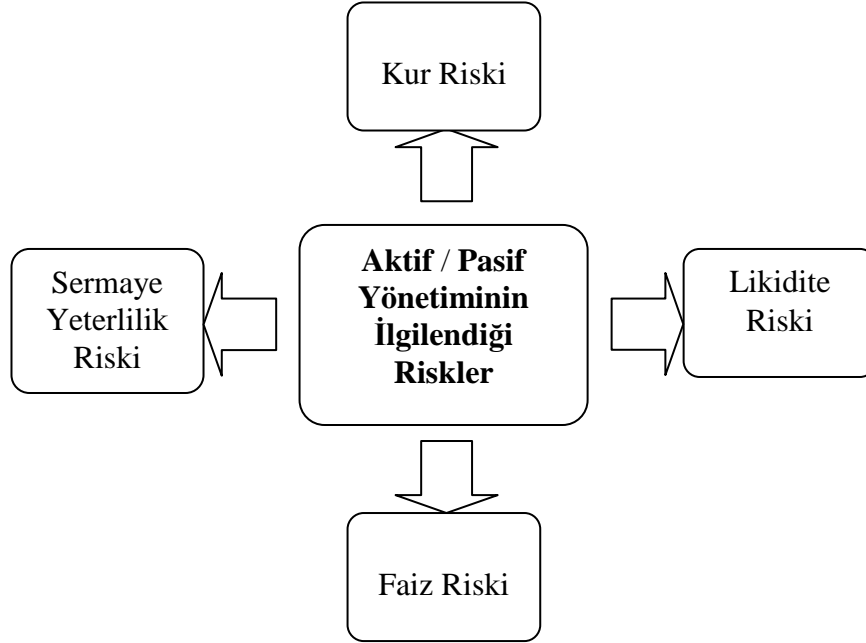 Kur Riski
Sermaye
Yeterlilik
Riski
Aktif / Pasif
Yönetiminin
İlgilendiği
Riskler
Likidite
Riski
Faiz Riski